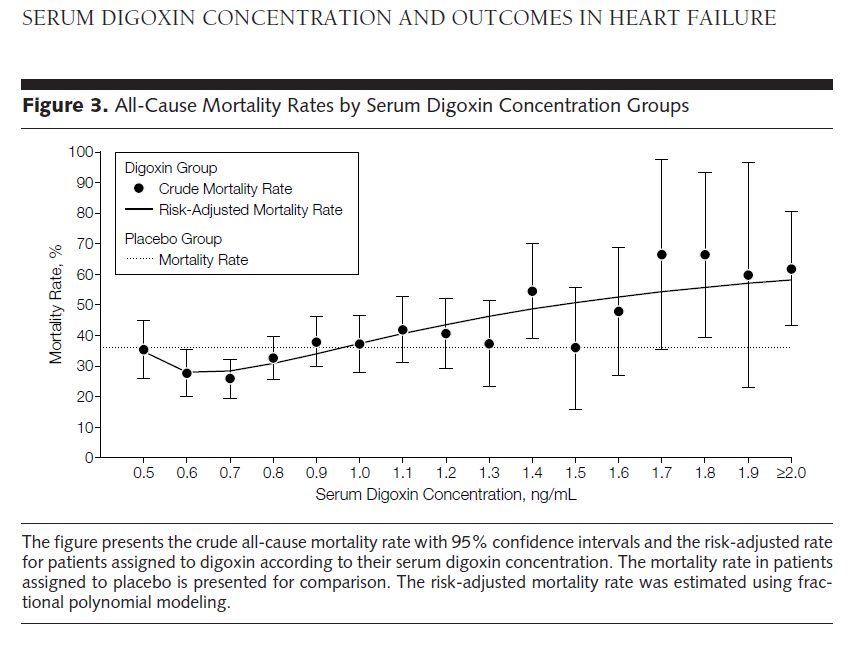 SERUM DIGOXIN CONCENTRATION AND OUTCOMES IN HEART FAILURE
Figure 3. All-Cause Mortality Rates by Serum Digoxin Concentration Groups
Digoxin Group
Crude Mortality Rate
Risk-Adjusted Mortality Rate
Placebo Group
Mortality Rate
Mortality Rate, %
100
90
80
70
60
50
40
30
20
10
0
0.5 0.6 0.7 0.8 0.9 1.0 1.1 1.2 1.3 1.4 1.5 1.6 1.7 1.8 1.9 ≥2.0
Serum Digoxin Concentration, ng/mL
The figure presents the crude all-cause mortality rate with 95% confidence intervals and the risk-adjusted rate
for patients assigned to digoxin according to their serum digoxin concentration. The mortality rate in patients
assigned to placebo is presented for comparison. The risk-adjusted mortality rate was estimated using frac-
tional polynomial modeling.